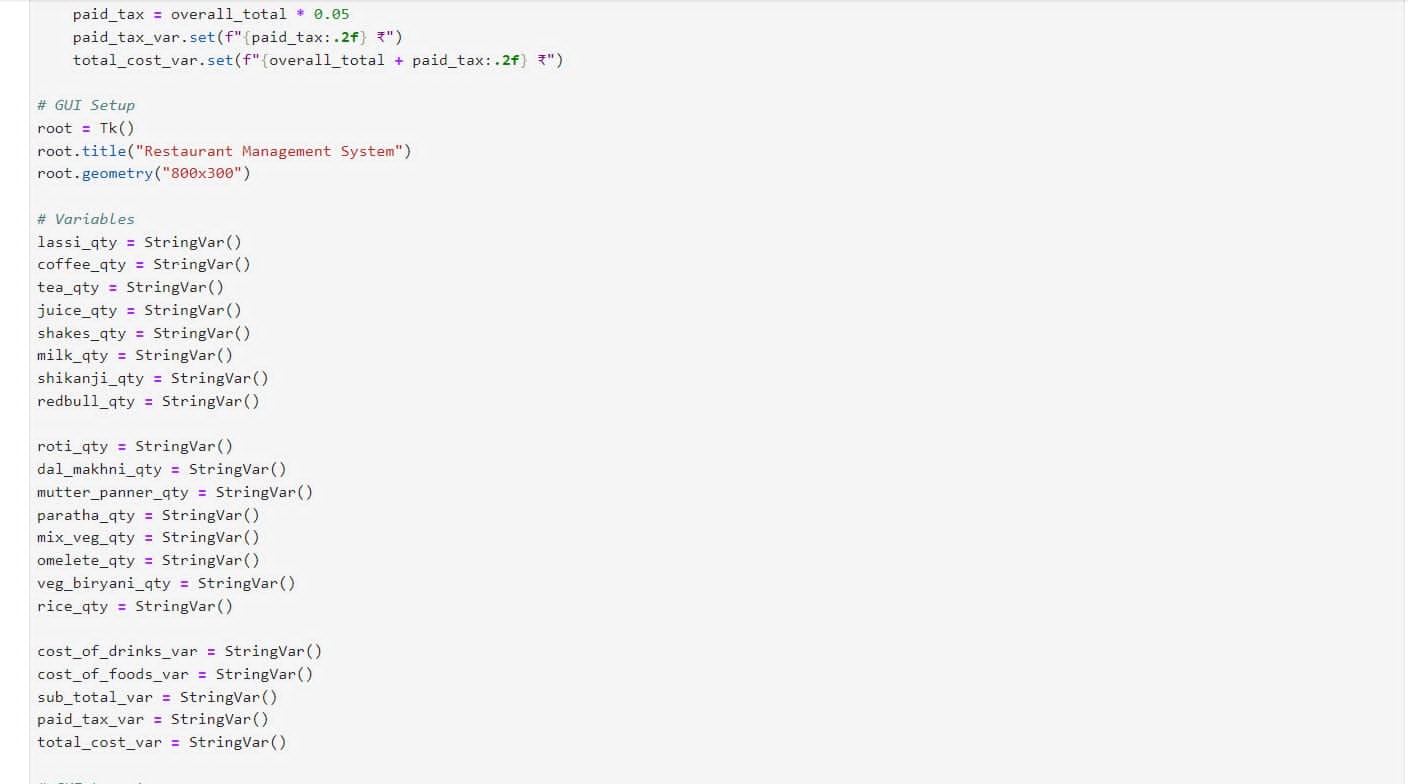 paid_tax = overall_total * 0.05
paid_tax_var.set(f"{paid_tax:.2f} ₹")
total_cost_var.set(f"{overall_total + paid_tax:.2f} ₹")
# GUI Setup
root = Tk()
root.title("Restaurant Management System")
root.geometry("800x300")
# Variables
lassi_qty = StringVar()
coffee_qty = StringVar()
tea_qty = StringVar()
juice_qty = StringVar()
shakes_qty = StringVar()
milk_qty = StringVar()
shikanji_qty = StringVar()
redbull_qty = StringVar()
roti_qty = StringVar()
dal_makhni_qty = StringVar()
mutter_panner_qty = StringVar()
paratha_qty = StringVar()
mix_veg_qty = StringVar()
omelete_qty = StringVar()
veg_biryani_qty = StringVar()
rice_qty = StringVar()
cost_of_drinks_var = StringVar()
cost_of_foods_var = StringVar()
sub_total_var = StringVar()
paid_tax_var = StringVar()
total_cost_var = StringVar()